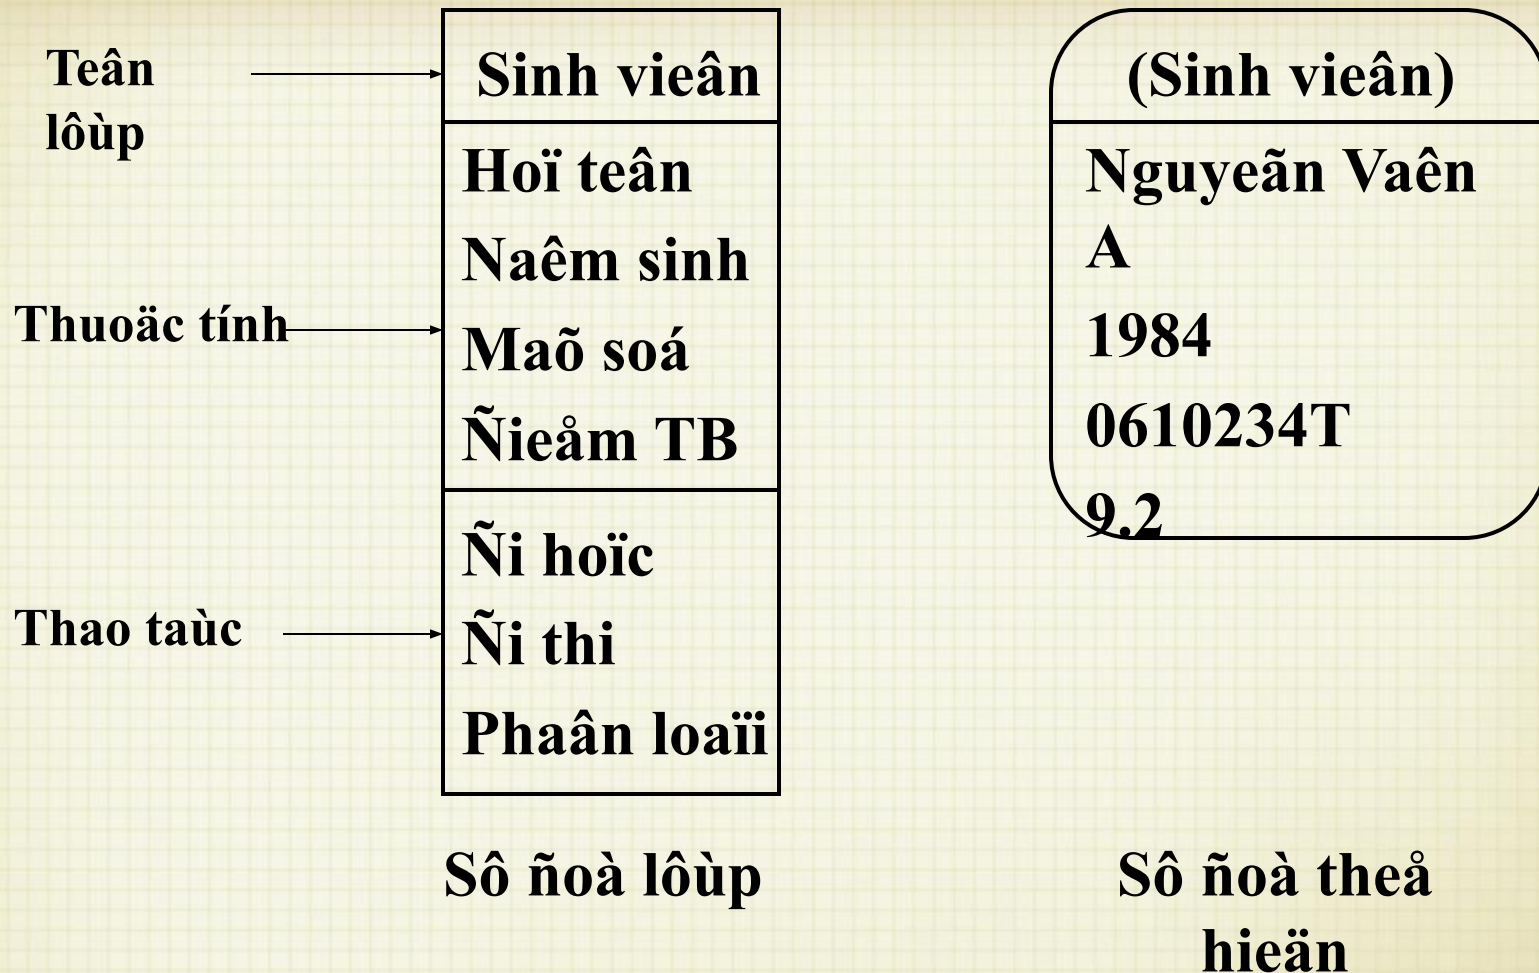 Teân
lôùp
Sinh vieân
Hoï teân
Naêm sinh
Thuoäc tính
Maõ soá
Ñieåm TB
Ñi hoïc
Ñi thi
Thao taùc
Phaân loaïi
Sô ñoà lôùp
(Sinh vieân)
Nguyeãn Vaên
A
1984
0610234T
9.2
Sô ñoà theå
hieän